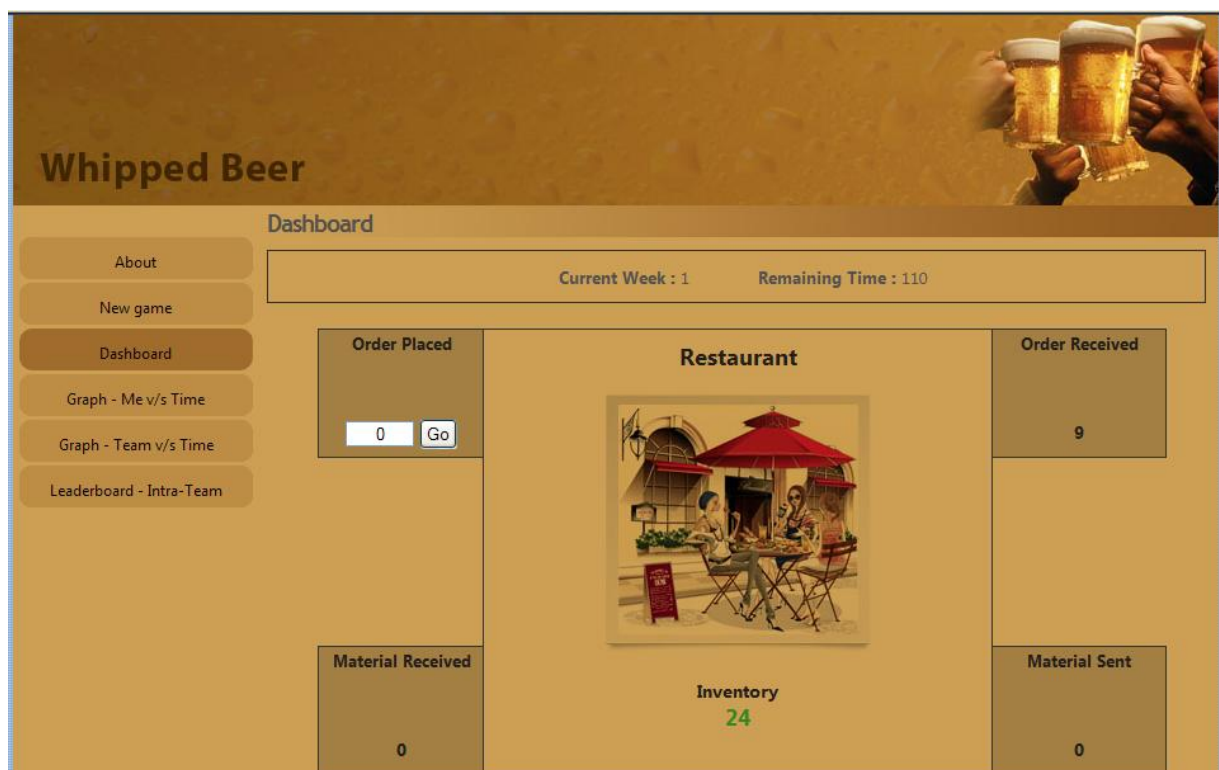 Whipped Beer
Dashboard
About
New game
Dashboard
Graph - Me v/s Time
Graph - Team v/s Time
Leaderboard - Intra-Team
Current Week : 1 Remaining Time : 110
Order Placed
0 Go
Restaurant
Order Received
9
Material Received
0
Inventory
24
Material Sent
0